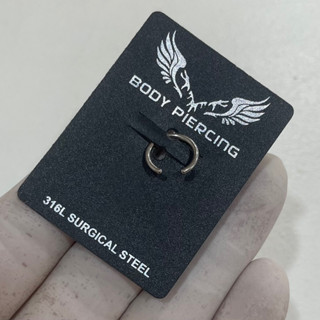 BODY PIERCING
316L SURGICAL STEEL